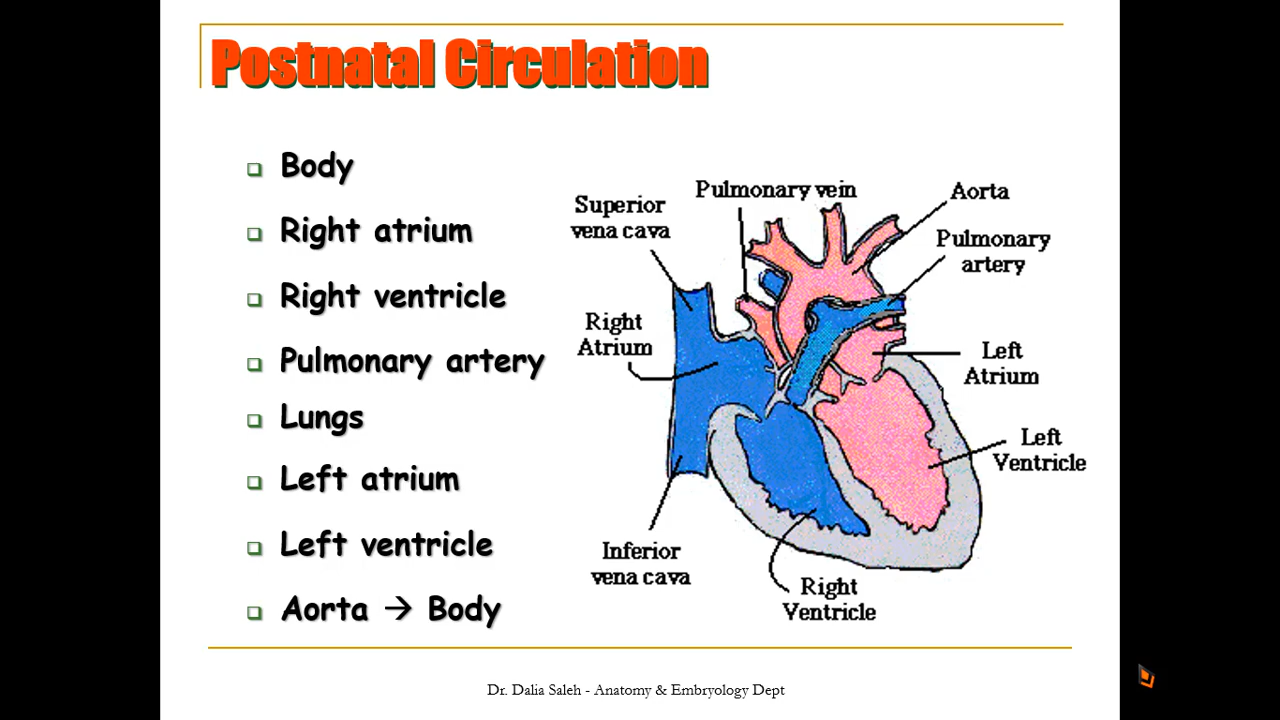 Postnatal Circulation
Body
Right atrium
Right ventricle
Pulmonary artery
Lungs
Left atrium
Left ventricle
Aorta → Body
Pulmonary vein
Aorta
Superior
vena cava
Pulmonary
artery
Right
Atrium
Left
Atrium
Left
Ventricle
Inferior
vena cava
Right
Ventricle
Dr. Dalia Saleh - Anatomy & Embryology Dept